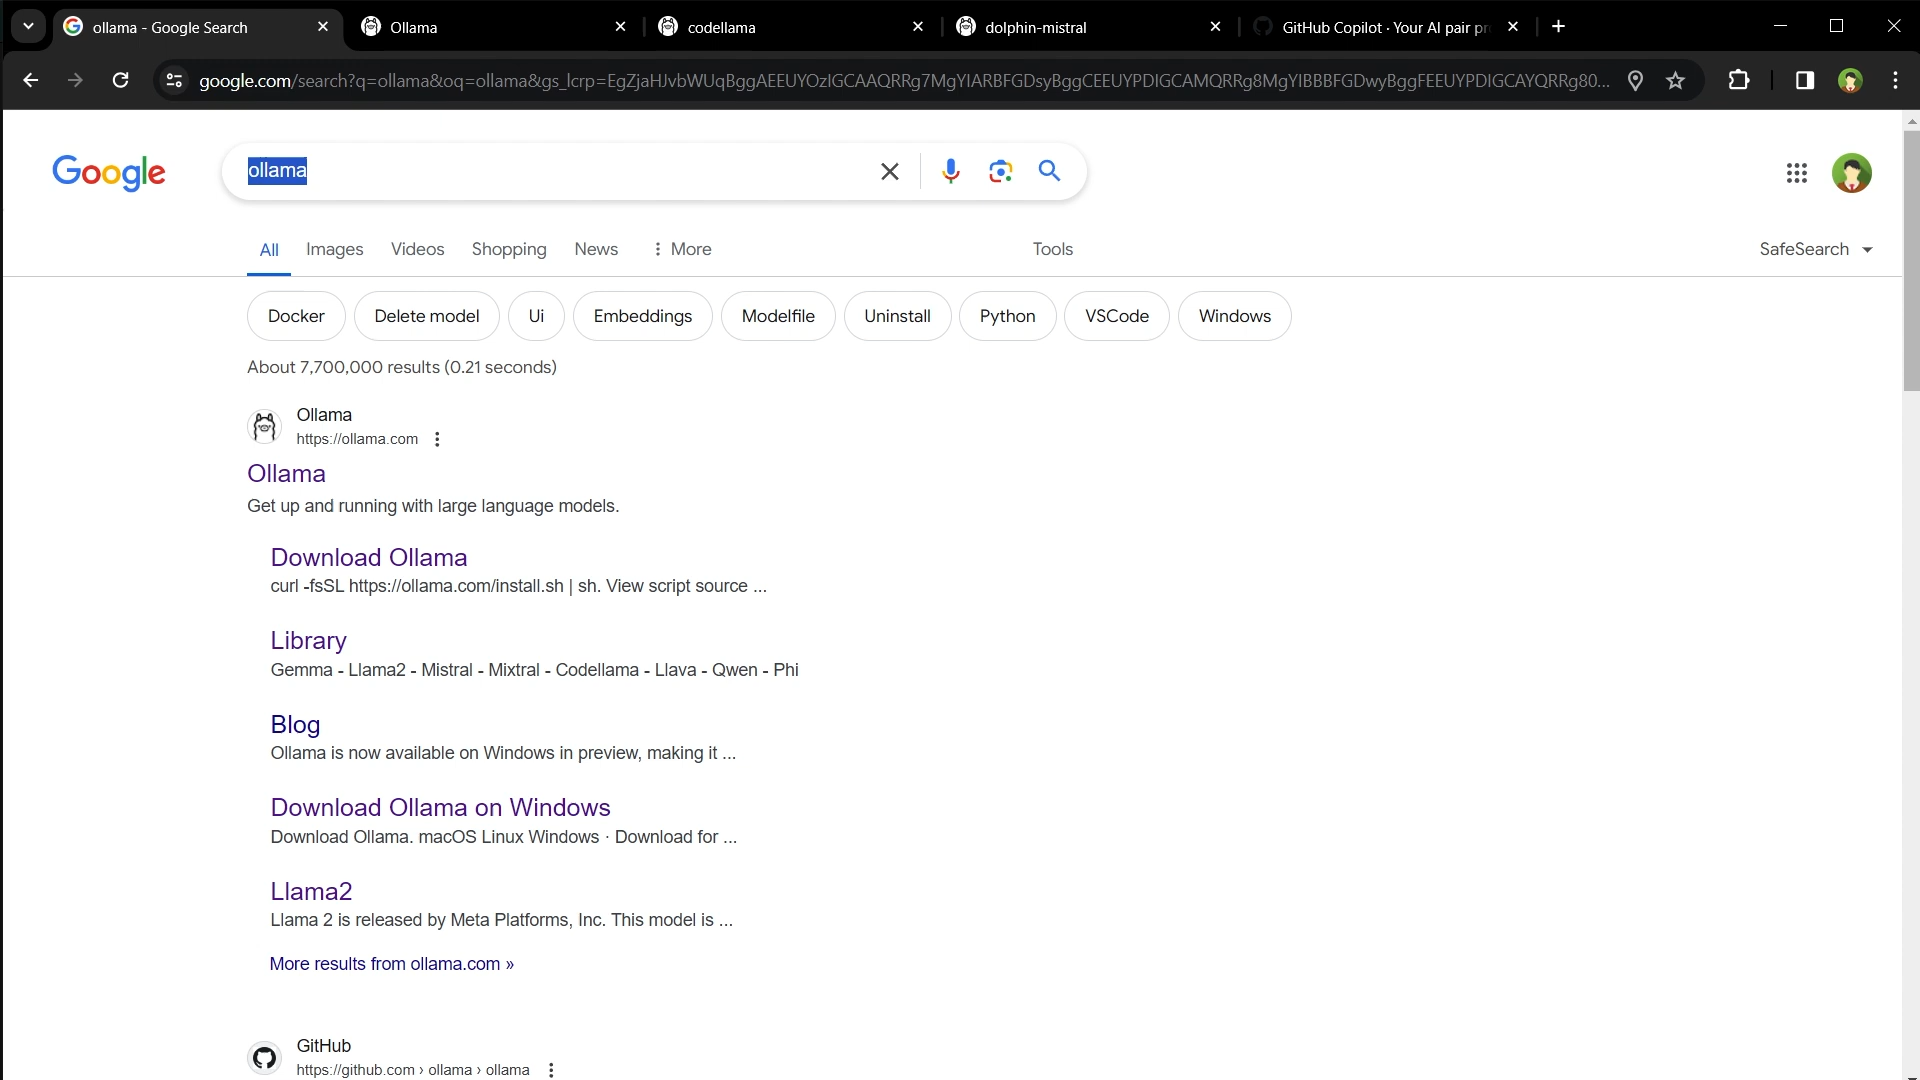 ollama - Google Search
Ollama
codellama
dolphin-mistral
GitHub Copilot · Your AI pair pr
google.com/search?q=ollama&oq=ollama&gs_lcrp=EgZjaHJvbWUqBggAEEUYOzIGCAAQRRg7MgYIARBFGDsyBggCEEUYPDIGCAMQRRg8MgYIBBBFGDwyBggFEEUYPDIGCAYQRRg80...
Google
ollama
All
Images
Videos
Shopping
News
More
Tools
SafeSearch
Docker
Delete model
Ui
Embeddings
Modelfile
Uninstall
Python
VSCode
Windows
About 7,700,000 results (0.21 seconds)
Ollama
https://ollama.com
Ollama
Get up and running with large language models.
Download Ollama
curl -fsSL https://ollama.com/install.sh | sh. View script source ...
Library
Gemma - Llama2 - Mistral - Mixtral - Codellama - Llava - Qwen - Phi
Blog
Ollama is now available on Windows in preview, making it ...
Download Ollama on Windows
Download Ollama. macOS Linux Windows · Download for ...
Llama2
Llama 2 is released by Meta Platforms, Inc. This model is ...
More results from ollama.com »
GitHub
https://github.com › ollama › ollama